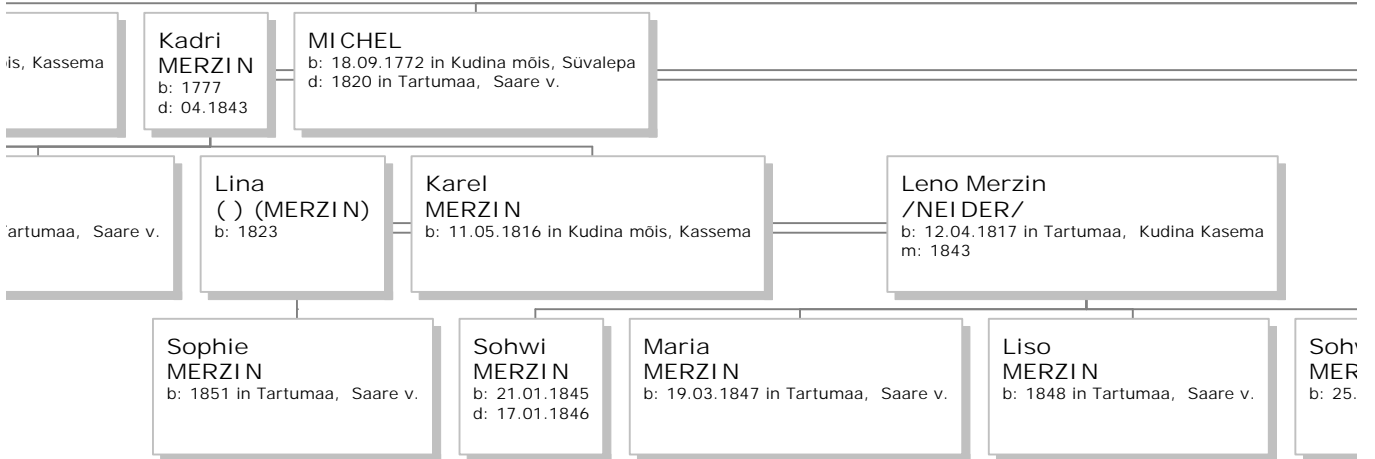 is, Kassema
Kadri
MERZIN
b: 1777
d: 04.1843
MICHEL
b: 18.09.1772 in Kudina mõis, Süvalepa
d: 1820 in Tartumaa, Saare v.
artumaa, Saare v.
Lina
( ) (MERZIN)
b: 1823
Karel
MERZIN
b: 11.05.1816 in Kudina mõis, Kassema
Leno Merzin
/NEIDER/
b: 12.04.1817 in Tartumaa, Kudina Kasema
m: 1843
Sophie
MERZIN
b: 1851 in Tartumaa, Saare v.
Sohwi
MERZIN
b: 21.01.1845
d: 17.01.1846
Maria
MERZIN
b: 19.03.1847 in Tartumaa, Saare v.
Liso
MERZIN
b: 1848 in Tartumaa, Saare v.
Soh
MER
b: 25.